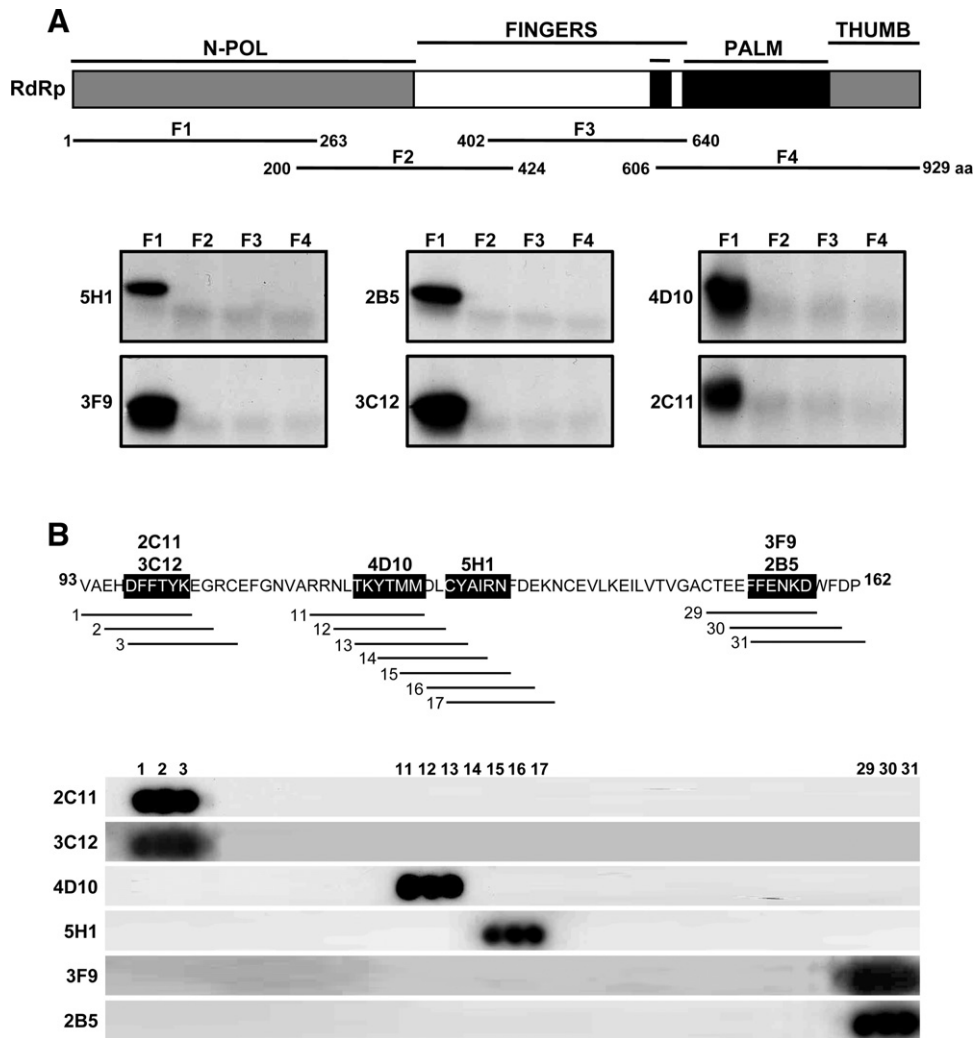 A
FINGERS
THUMB
N-POL
PALM
RdRp
F1
F3
1
263
402
640
F2
F4
200
424
606
929 aa
F1 F2 F3 F4
F1 F2 F3 F4
F1 F2 F3 F4
5H1
2B5
4D10
3F9
3C12
2C11
B
2C11
3F9
3C12
4D10
5H1
2B5
93 VAEHDFFTYKEGRCEFGNVARRNLTKYTMMDLCYAIRNFDEKNCEVLKEILVTVGACTEEFFENKDWFDP 162
1
11
29
2
12
30
3
13
31
14
15
16
17
1 2 3 11 12 13 14 15 16 17 29 30 31
2C11
3C12
4D10
5H1
3F9
2B5